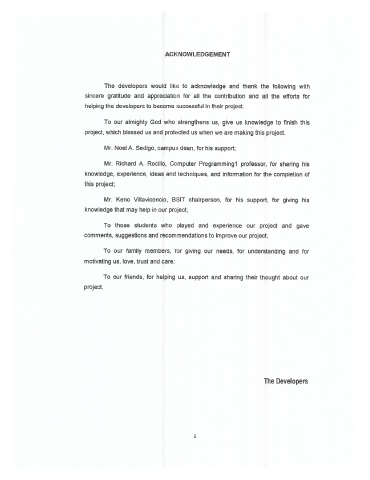 ACKNOWLEDGEMENT
The developers would like to acknowledge and thank the following with
sincere gratitude and appreciation for all the contribution and all the efforts for
helping the developers to become successful in their project.
To our almighty God who strengthens us, give us knowledge to finish this
project, which blessed us and protected us when we are making this project.
Mr. Noel A. Sedigo, campus dean, for his support;
Mr. Richard A. Rocillo, Computer Programming1 professor, for sharing his
knowledge, experience, ideas and techniques, and information for the completion of
this project;
Mr. Keno Villavicencio, BSIT chairperson, for his support, for giving his
knowledge that may help in our project;
To those students who played and experience our project and gave
comments, suggestions and recommendations to improve our project;
To our family members, for giving our needs, for understanding and for
motivating us, love, trust and care;
To our friends, for helping us, support and sharing their thought about our
project.
The Developers
ii